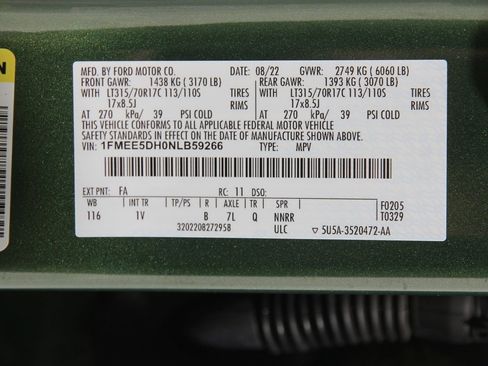 MFD. BY FORD MOTOR CO. 08/22 GVWR: 2749 KG ( 6060 LB)
FRONT GAWR: 1438 KG ( 3170 LB) REAR GAWR: 1393 KG ( 3070 LB)
WITH LT315/70R17C 113/110S TIRES WITH LT315/70R17C 113/110S TIRES
17x8.5J RIMS 17x8.5J RIMS
AT 270 kPa/ 39 PSI COLD AT 270 kPa/ 39 PSI COLD
THIS VEHICLE CONFORMS TO ALL APPLICABLE FEDERAL MOTOR VEHICLE
SAFETY STANDARDS IN EFFECT ON THE DATE OF MANUFACTURE SHOWN ABOVE.
VIN: 1FMEE5DH0NLB59266 TYPE: MPV
EXT PNT: FA RC: 11 DSO:
WB INT TR TP/PS R AXLE TR SPR F0205
116 1V B 7L Q NNRR T0329
3202208272958 ULC 5U5A-3520472-AA